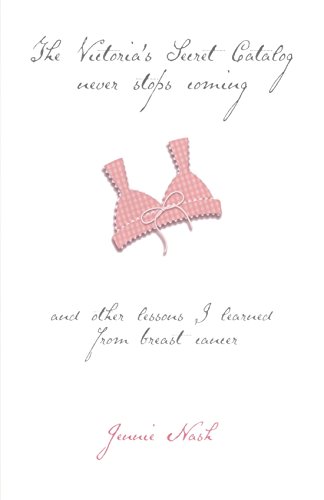 The Victoria's Secret Catalog
never stops coming
and other lessons I learned
from breast cancer
Jennie Nash